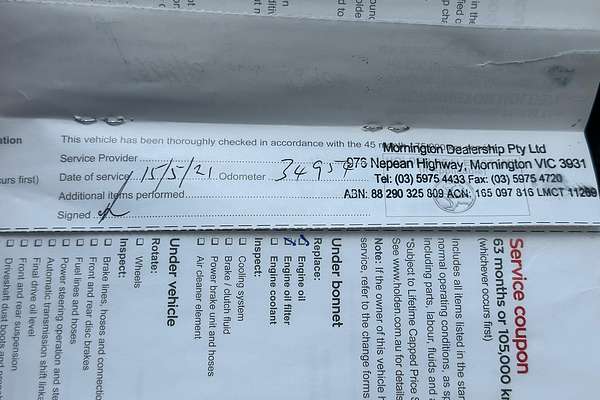 This vehicle has been thoroughly checked in accordance with the 45
Service Provider
Date of service 15/5/21 Odometer
Additional items performed
Signed
Mornington Dealership Pty Ltd
976 Nepean Highway, Mornington VIC 3931
Tel: (03) 5975 4433 Fax: (03) 5975 4720
ABN: 88 290 325 809 ACN: 165 097 816 LMCT 11269
occurs first)
Service coupon
63 months or 105,000 k
(whichever occurs first)
Includes all items listed in the
normal operating conditions, as
including parts, labour, fluids and
*Subject to Lifetime Capped Price
See www.holden.com.au for details
Note: If the owner of this vehicle
service, refer to the change forms
Under bonnet
Replace:
Engine oil
Engine oil filter
Engine coolant
Inspect:
Cooling system
Brake / clutch fluid
Power brake unit and hoses
Air cleaner element
Under vehicle
Rotate:
Wheels
Inspect:
Brake lines, hoses and
Front and rear disc brakes
Fuel lines and hoses
Power steering operation and
Automatic transmission shift
Final drive oil level
Front and rear suspension
Driveshaft dust boots and